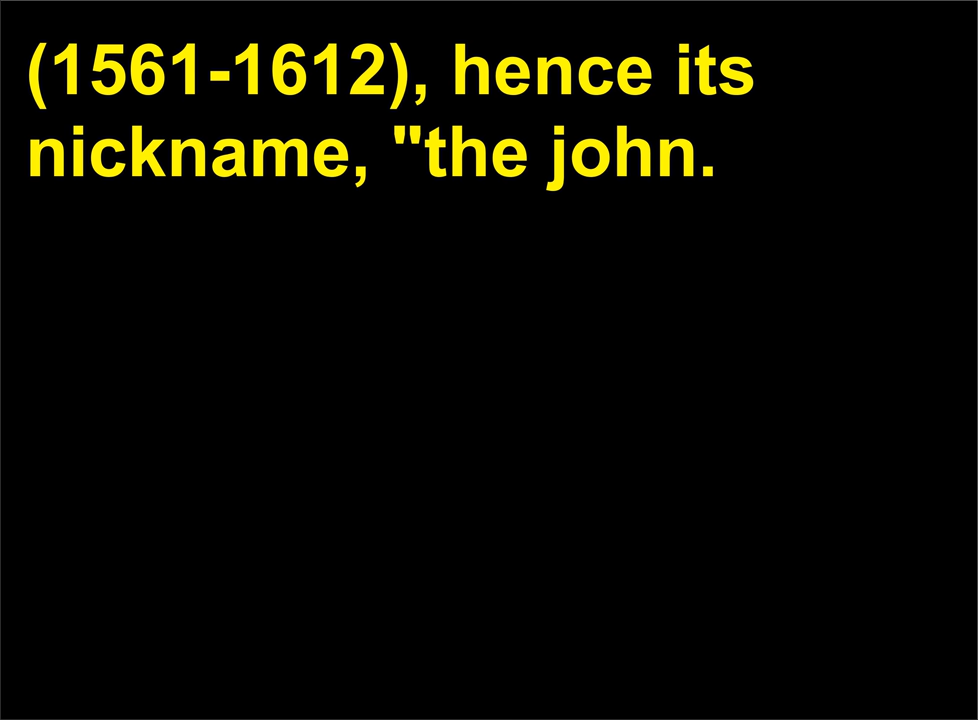 (1561-1612), hence its
nickname, "the john.